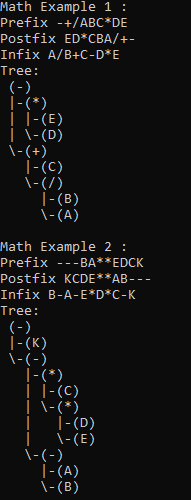 Math Example 1 :
Prefix -+/ABC*DE
Postfix ED*CBA/+-
Infix A/B+C-D*E
Tree:
 (-)
 |-(*)
 | |-(E)
 | \-(D)
 \-(+)
   |-(C)
   \-(/)
     |-(B)
     \-(A)

Math Example 2 :
Prefix ---BA**EDCK
Postfix KCDE**AB---
Infix B-A-E*D*C-K
Tree:
 (-)
 |-(K)
 \-(-)
   |-(*)
   | |-(C)
   | \-(*)
   |   |-(D)
   |   \-(E)
   \-(-)
     |-(A)
     \-(B)